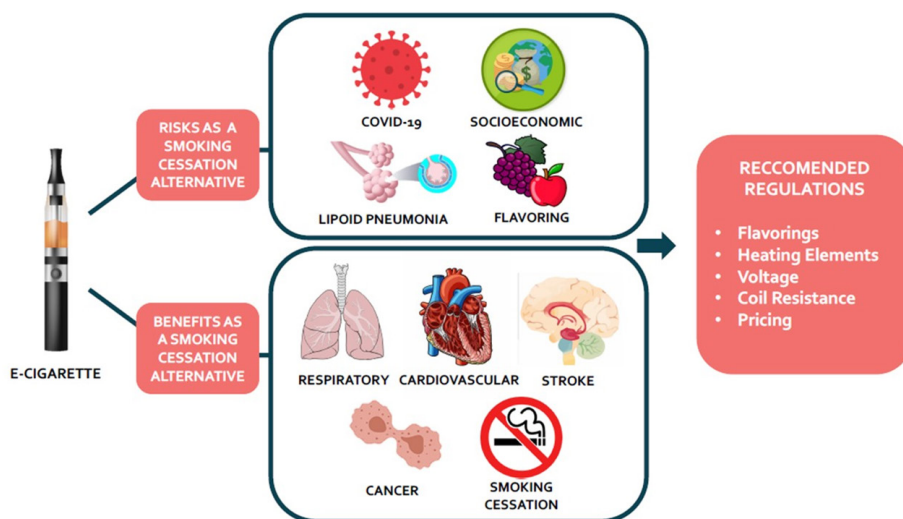 E-CIGARETTE
RISKS AS A
SMOKING
CESSATION
ALTERNATIVE
COVID-19
SOCIOECONOMIC
LIPOID PNEUMONIA
FLAVORING
BENEFITS AS
A SMOKING
CESSATION
ALTERNATIVE
RESPIRATORY
CARDIOVASCULAR
STROKE
CANCER
SMOKING
CESSATION
RECCOMENDED
REGULATIONS
• Flavorings
• Heating Elements
• Voltage
• Coil Resistance
• Pricing